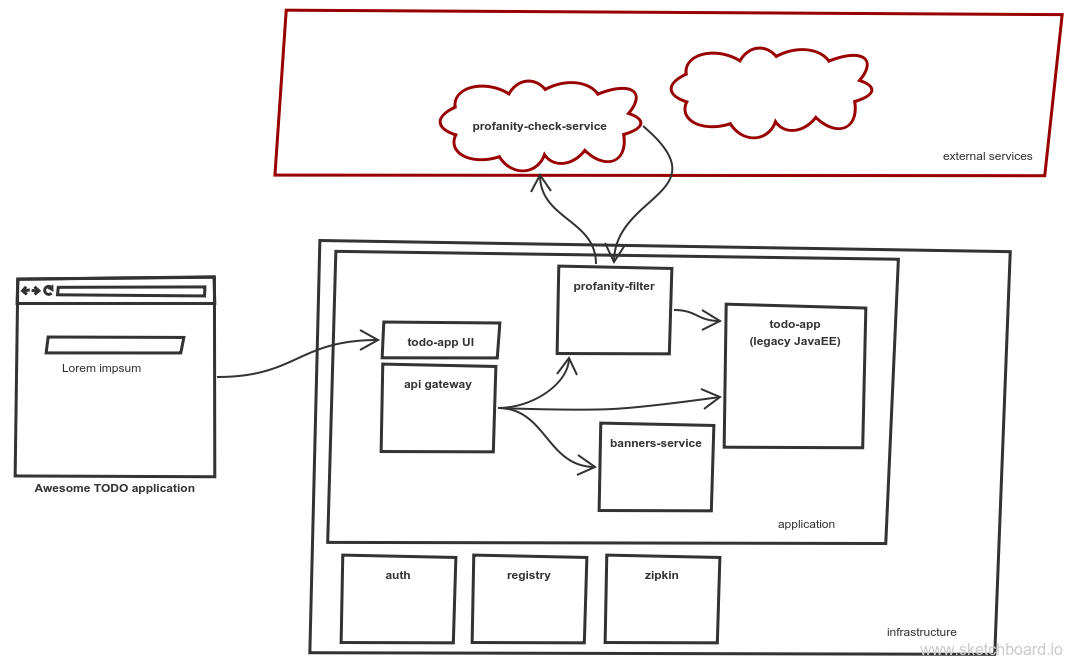 profanity-check-service
external services
profanity-filter
todo-app
(legacy JavaEE)
todo-app UI
api gateway
Lorem impsum
banners-service
Awesome TODO application
application
auth
registry
zipkin
infrastructure
www.sketchboard.io